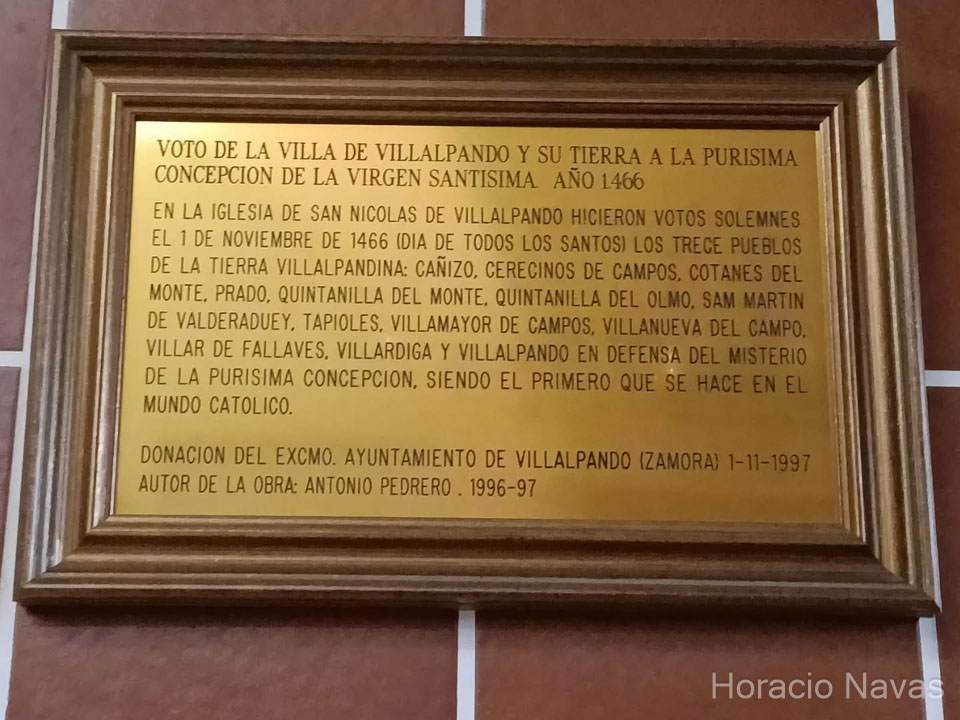 VOTO DE LA VILLA DE VILLALPANDO Y SU TIERRA A LA PURISIMA
CONCEPCION DE LA VIRGEN SANTISIMA. AÑO 1.466
EN LA IGLESIA DE SAN NICOLAS DE VILLALPANDO HICIERON VOTOS SOLEMNES
EL 1 DE NOVIEMBRE DE 1466 (DIA DE TODOS LOS SANTOS) LOS TRECE PUEBLOS
DE LA TIERRA VILLALPANDINA: CAÑIZO, CERECINOS DE CAMPOS, COTANES DEL
MONTE, PRADO, QUINTANILLA DEL MONTE, QUINTANILLA DEL OLMO, SAM MARTIN
DE VALDERADUEY, TAPIOLES, VILLAMAYOR DE CAMPOS, VILLANUEVA DEL CAMPO,
VILLAR DE FALLAVES, VILLARDIGA Y VILLALPANDO EN DEFENSA DEL MISTERIO
DE LA PURISIMA CONCEPCION, SIENDO EL PRIMERO QUE SE HACE EN EL
MUNDO CATOLICO.
DONACION DEL EXCMO. AYUNTAMIENTO DE VILLALPANDO (ZAMORA) 1-11-1997
AUTOR DE LA OBRA: ANTONIO PEDRERO . 1996-97
Horacio Navas